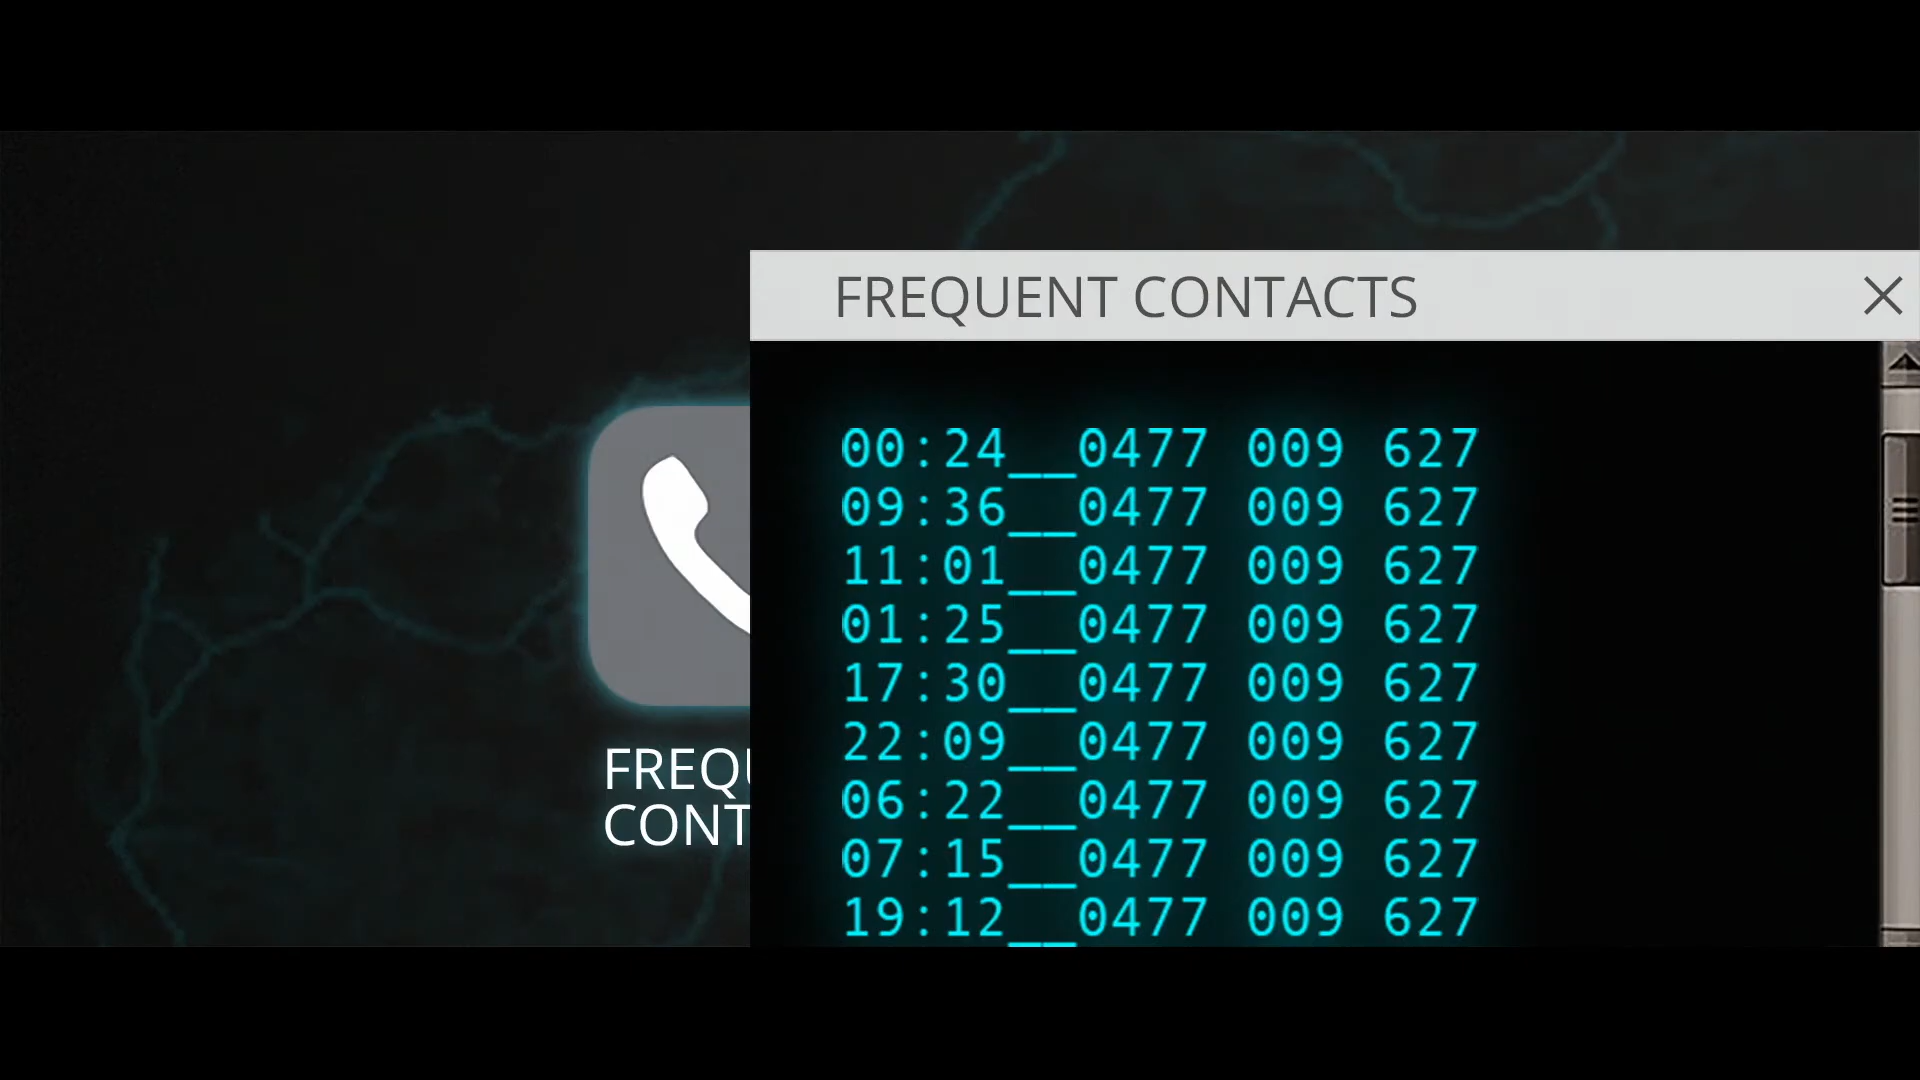 FREQUENT CONTACTS
00:24__0477 009 627
09:36__0477 009 627
11:01__0477 009 627
01:25__0477 009 627
17:30__0477 009 627
22:09__0477 009 627
06:22__0477 009 627
07:15__0477 009 627
19:12__0477 009 627
FREQU
CONT